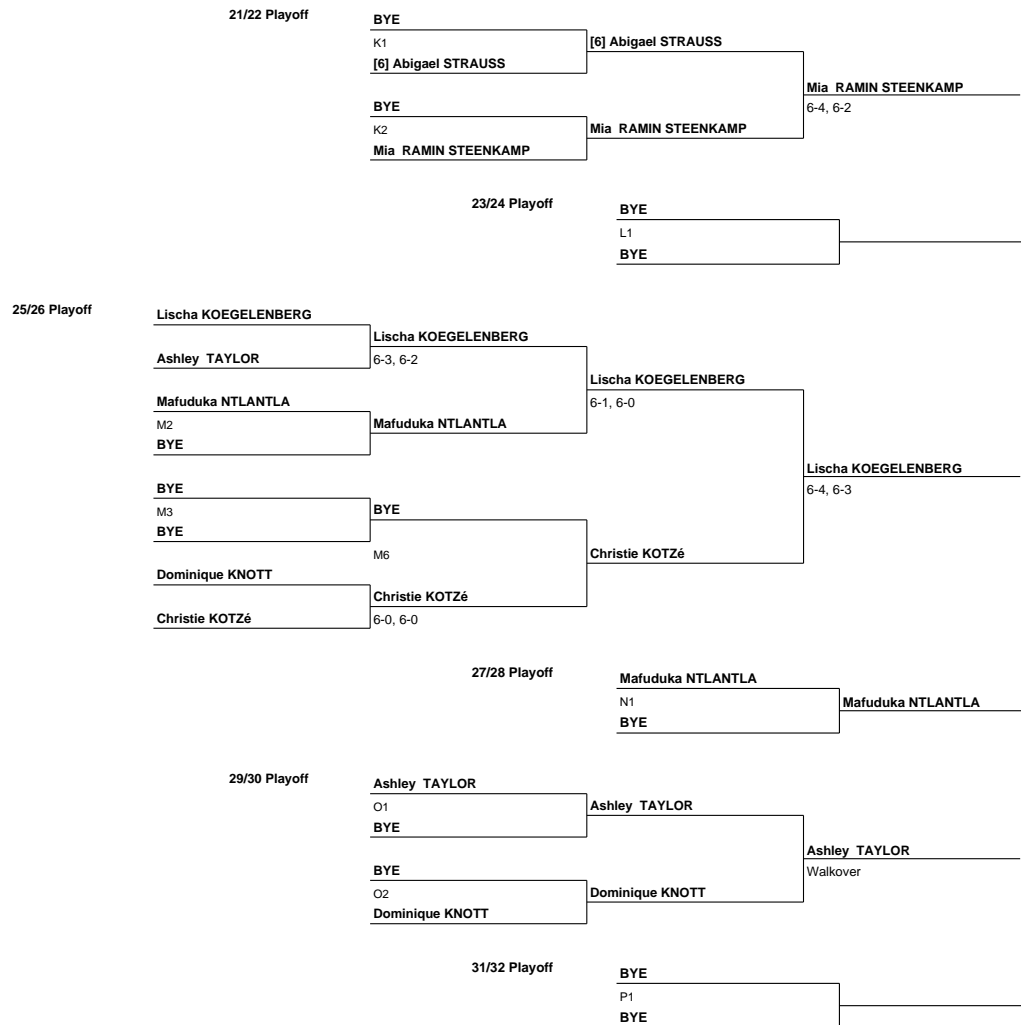 21/22 Playoff
BYE
K1
[6] Abigael STRAUSS
[6] Abigael STRAUSS
BYE
K2
Mia  RAMIN STEENKAMP
Mia  RAMIN STEENKAMP
Mia  RAMIN STEENKAMP
6-4, 6-2
23/24 Playoff
BYE
L1
BYE
25/26 Playoff
Lischa KOEGELENBERG
Ashley  TAYLOR
Lischa KOEGELENBERG
6-3, 6-2
Mafuduka NTLANTLA
M2
BYE
Mafuduka NTLANTLA
Lischa KOEGELENBERG
6-1, 6-0
BYE
M3
BYE
BYE
M6
Dominique KNOTT
Christie KOTZé
Christie KOTZé
6-0, 6-0
Christie KOTZé
Lischa KOEGELENBERG
6-4, 6-3
27/28 Playoff
Mafuduka NTLANTLA
N1
BYE
Mafuduka NTLANTLA
29/30 Playoff
Ashley  TAYLOR
O1
BYE
Ashley  TAYLOR
BYE
O2
Dominique KNOTT
Dominique KNOTT
Ashley  TAYLOR
Walkover
31/32 Playoff
BYE
P1
BYE